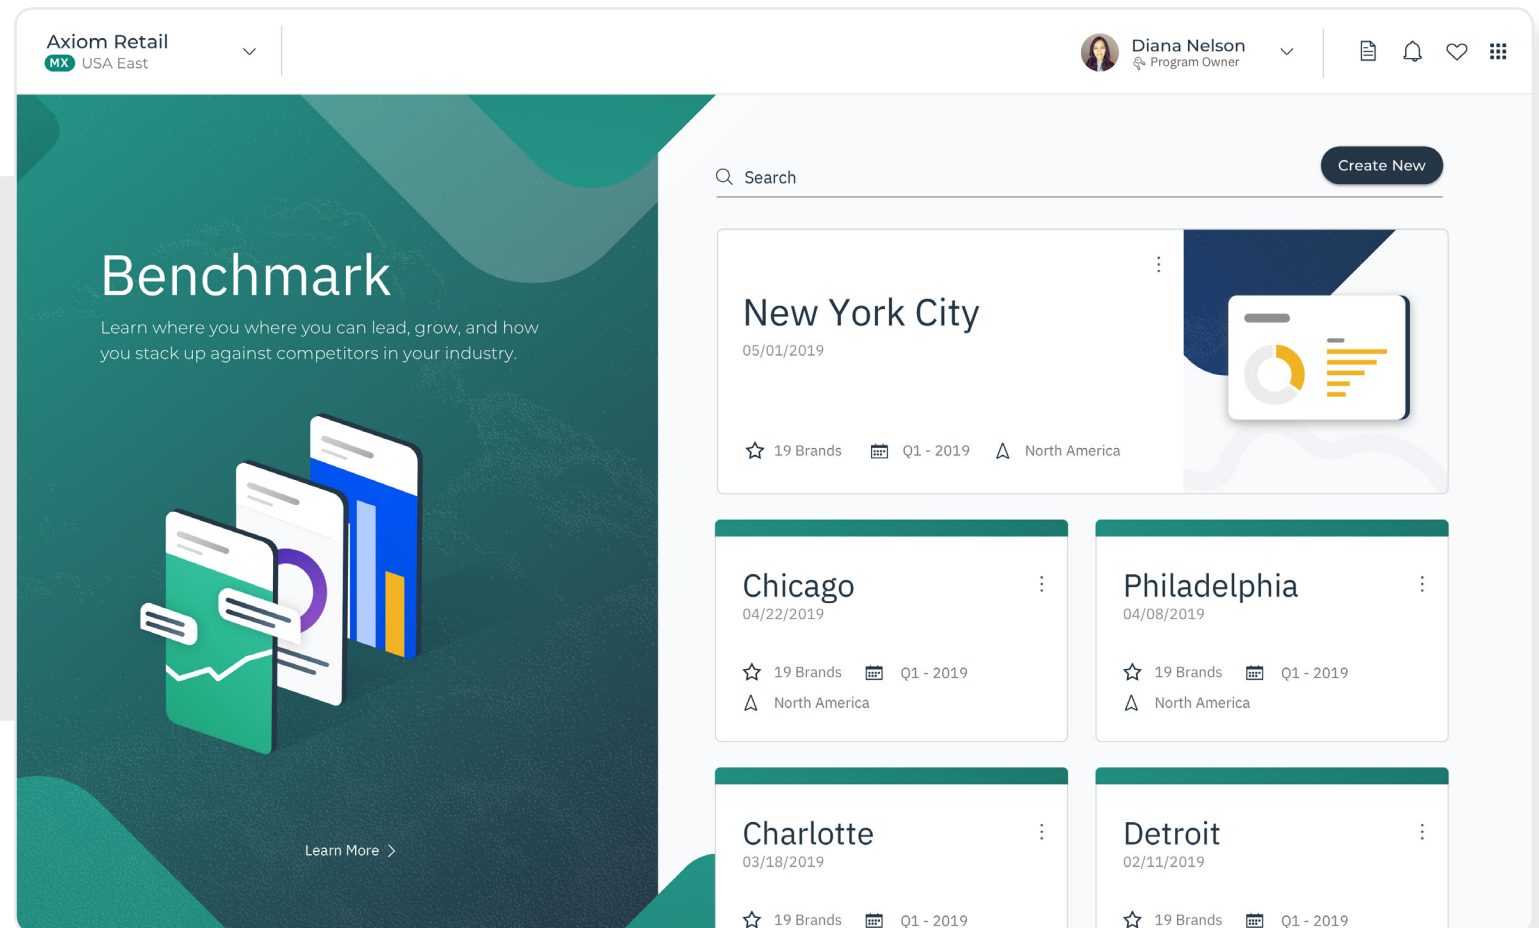 Axiom Retail
MX USA East
Diana Nelson
Program Owner
Benchmark
Learn where you where you can lead, grow, and how
you stack up against competitors in your industry.
Learn More
Search
Create New
New York City
05/01/2019
19 Brands Q1 - 2019 North America
Chicago
04/22/2019
19 Brands Q1 - 2019
North America
Philadelphia
04/08/2019
19 Brands Q1 - 2019
North America
Charlotte
03/18/2019
19 Brands Q1 - 2019
Detroit
02/11/2019
19 Brands Q1 - 2019